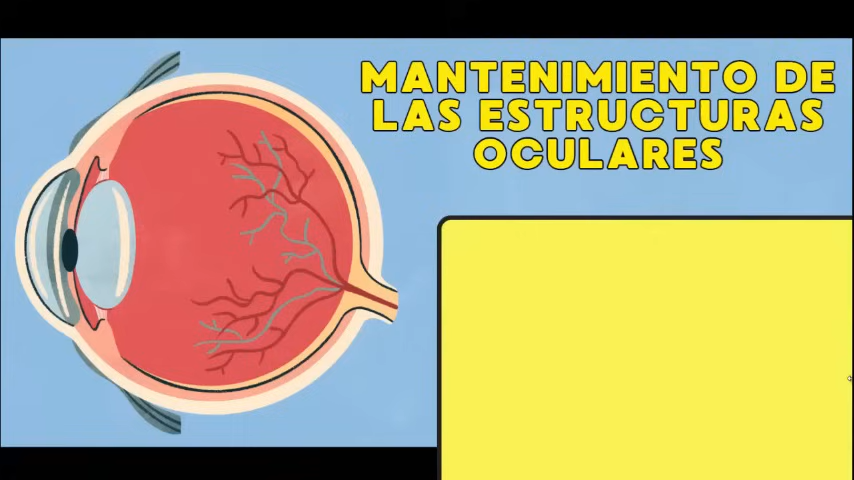 MANTENIMIENTO DE
LAS ESTRUCTURAS
OCULARES